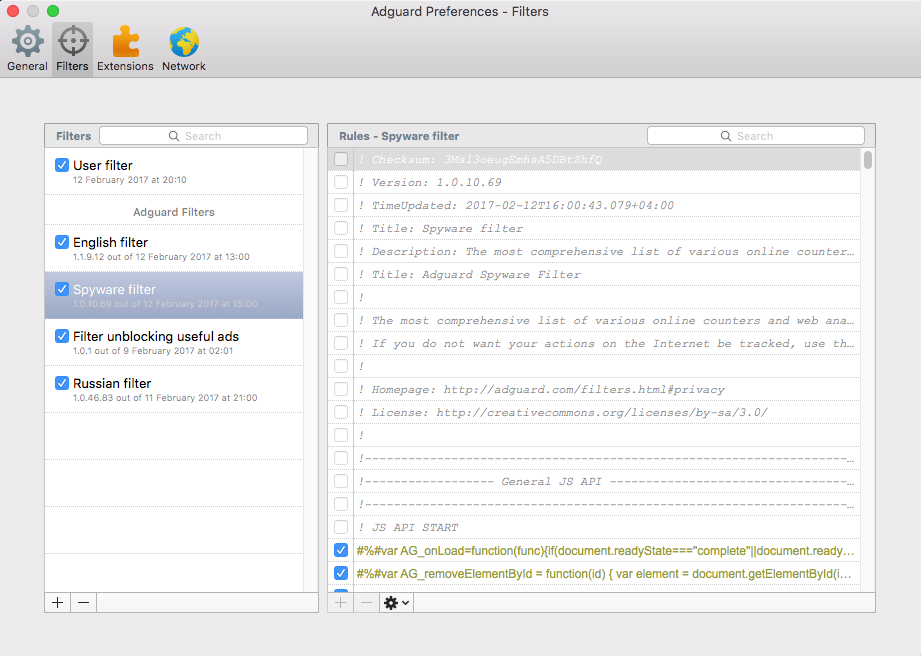 Adguard Preferences - Filters
General
Filters
Extensions
Network
Filters
Search
User filter
12 February 2017 at 20:10
Adguard Filters
English filter
1.1.9.12 out of 12 February 2017 at 13:00
Spyware filter
1.0.10.69 out of 12 February 2017 at 15:00
Filter unblocking useful ads
1.0.1 out of 9 February 2017 at 02:01
Russian filter
1.0.46.83 out of 11 February 2017 at 21:00
Rules - Spyware filter
Search
! Checksum: 3Msl3oeugEmhsA5DBtZhfQ
! Version: 1.0.10.69
! TimeUpdated: 2017-02-12T16:00:43.079+04:00
! Title: Spyware filter
! Description: The most comprehensive list of various online counter…
! Title: Adguard Spyware Filter
!
! The most comprehensive list of various online counters and web ana…
! If you do not want your actions on the Internet be tracked, use th…
!
! Homepage: http://adguard.com/filters.html#privacy
! License: http://creativecommons.org/licenses/by-sa/3.0/
!
!-------------------------------------------------------------------…
!------------------ General JS API ---------------------------------…
!-------------------------------------------------------------------…
! JS API START
#%#var AG_onLoad=function(func){if(document.readyState==="complete"||document.ready…
#%#var AG_removeElementById = function(id) { var element = document.getElementById(i…